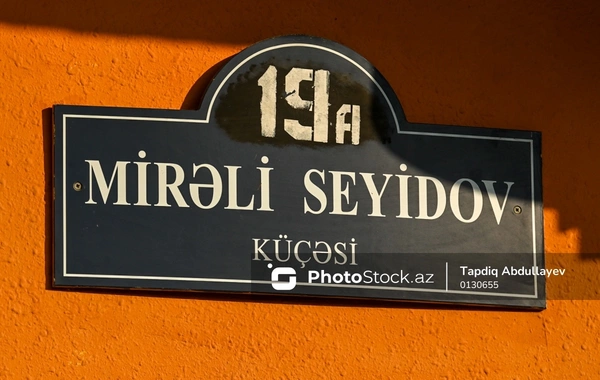 19A
MİRƏLİ SEYİDOV
KÜÇƏSİ
PhotoStock.az
Tapdiq Abdullayev
0130655